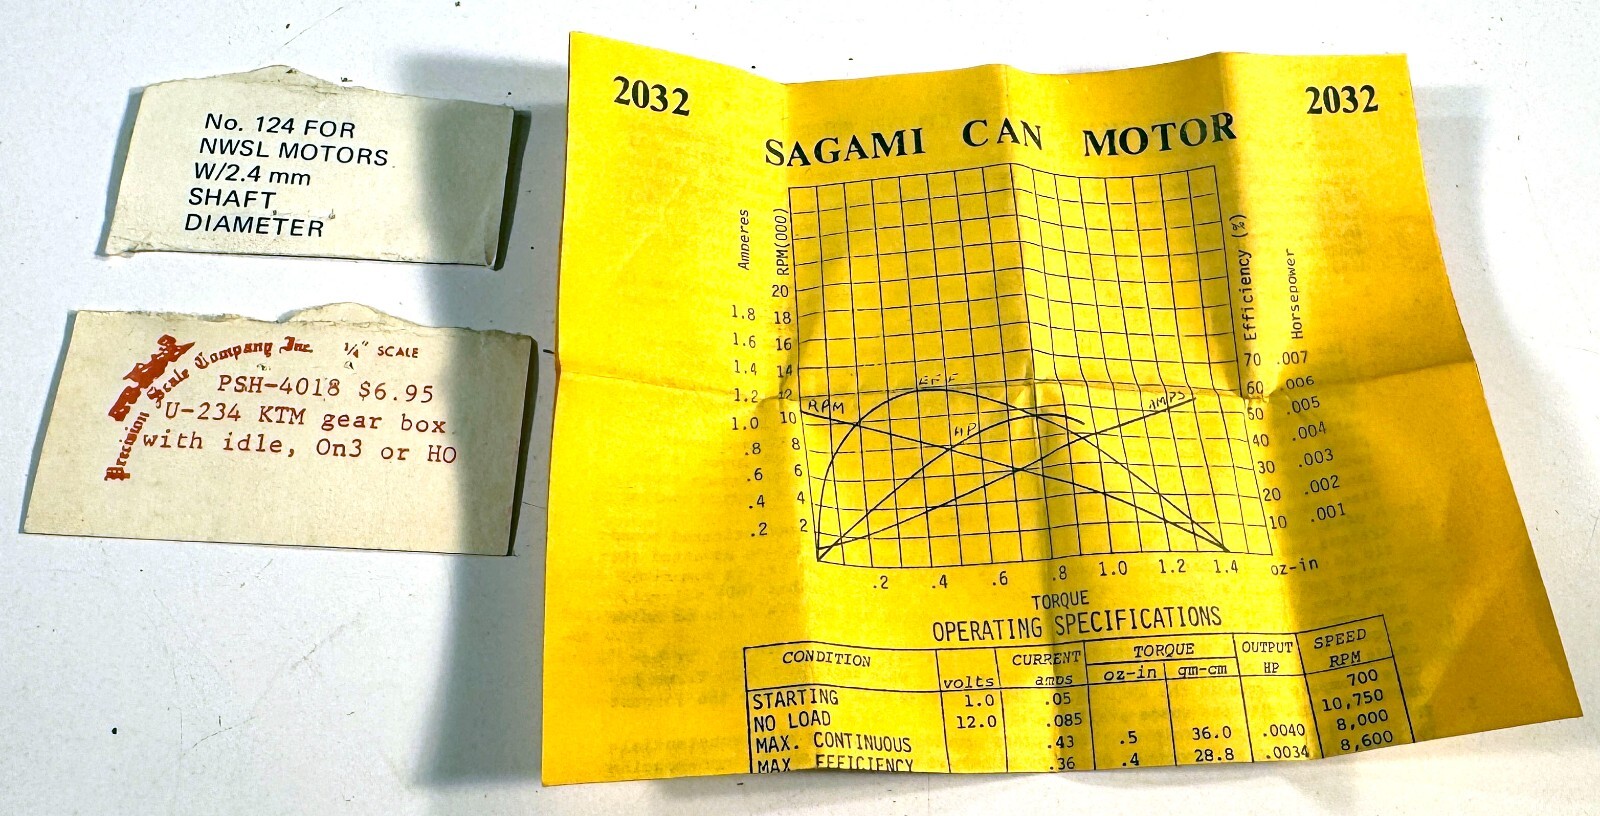 No. 124 FOR
NWSL MOTORS.
W/2.4 mm
SHAFT
DIAMETER
Precision Scale Company Inc. 1/4" SCALE
PSH-4018 $6.95
U-234 KTM gear box
with idle, On3 or HO
2032
2032
SAGAMI CAN MOTOR
Amperes
RPM(000)
Efficiency (%)
Horsepower
20
1.8 18
1.6 16
1.4 14 70 .007
1.2 12 60 .006
1.0 10 50 .005
.8 8 40 .004
.6 6 30 .003
.4 4 20 .002
.2 2 10 .001
RPM
EFF
HP
AMPS
.2 .4 .6 .8 1.0 1.2 1.4 oz-in
TORQUE
OPERATING SPECIFICATIONS
CONDITION volts CURRENT amps TORQUE oz-in gm-cm OUTPUT HP SPEED RPM
STARTING 1.0 .05 700
NO LOAD 12.0 .085 10,750
MAX. CONTINUOUS .43 .5 36.0 .0040 8,000
MAX. EFFICIENCY .36 .4 28.8 .0034 8,600